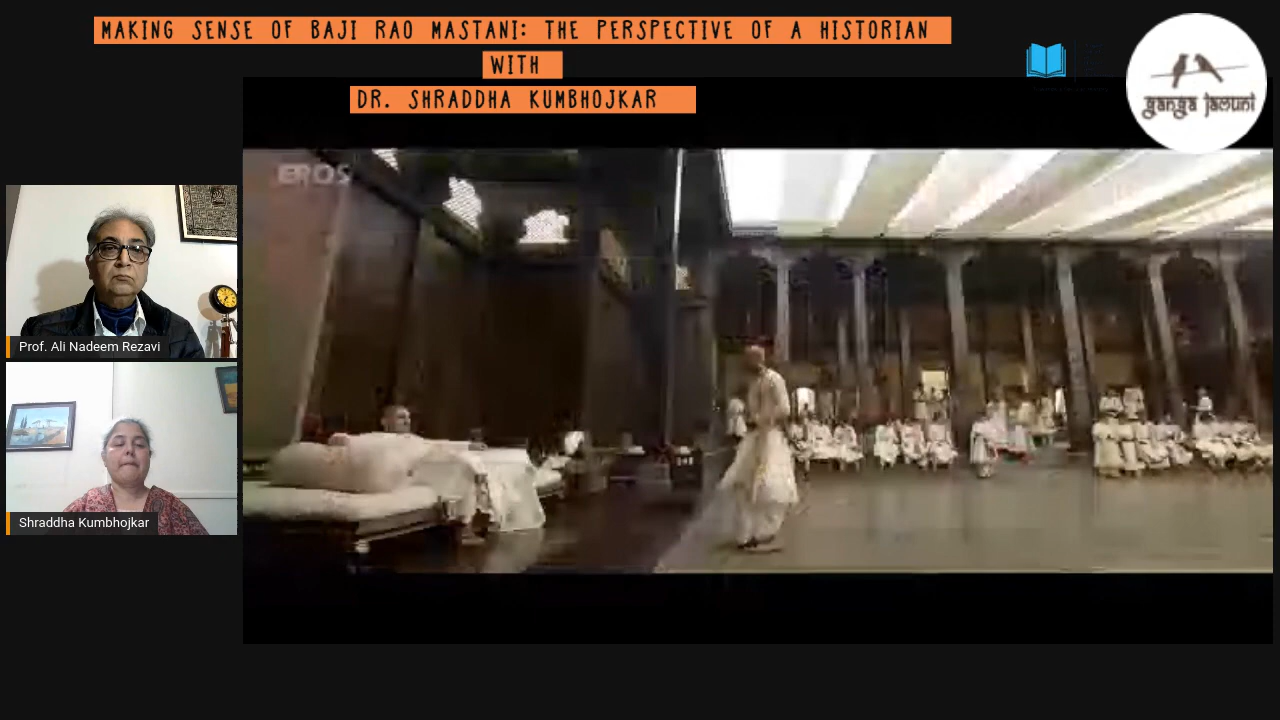 MAKING SENSE OF BAJI RAO MASTANI: THE PERSPECTIVE OF A HISTORIAN
WITH
DR. SHRADDHA KUMBHOJKAR
ganga jamuni
EROS
Prof. Ali Nadeem Rezavi
Shraddha Kumbhojkar